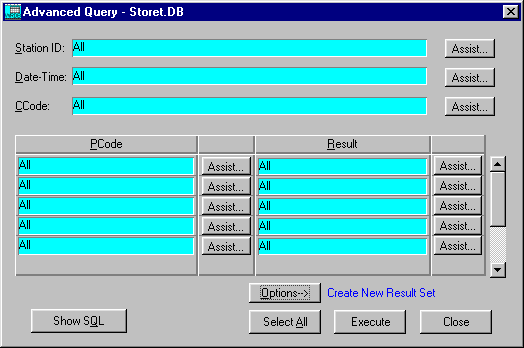 Advanced Query - Storet.DB
Station ID: All Assist...
Date-Time: All Assist...
CCode: All Assist...
PCode Result
All Assist... All Assist...
All Assist... All Assist...
All Assist... All Assist...
All Assist... All Assist...
All Assist... All Assist...
Options--> Create New Result Set
Show SQL Select All Execute Close